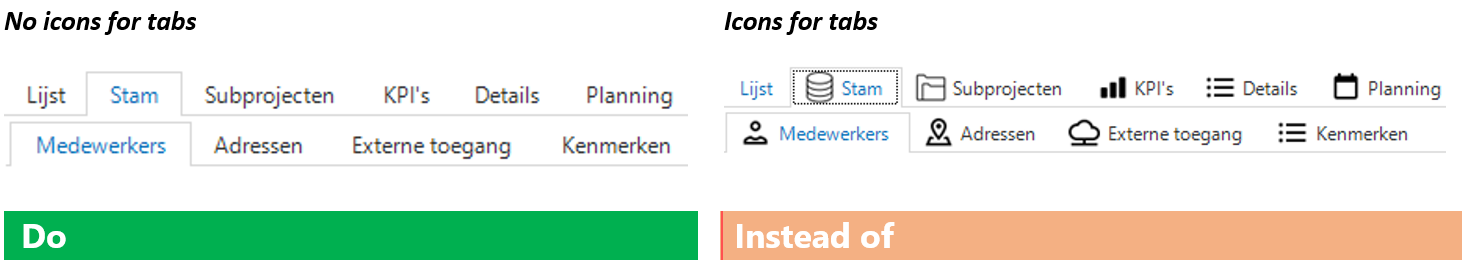 No icons for tabs
Lijst Stam Subprojecten KPI's Details Planning
Medewerkers Adressen Externe toegang Kenmerken
Do
Icons for tabs
Lijst Stam Subprojecten KPI's Details Planning
Medewerkers Adressen Externe toegang Kenmerken
Instead of